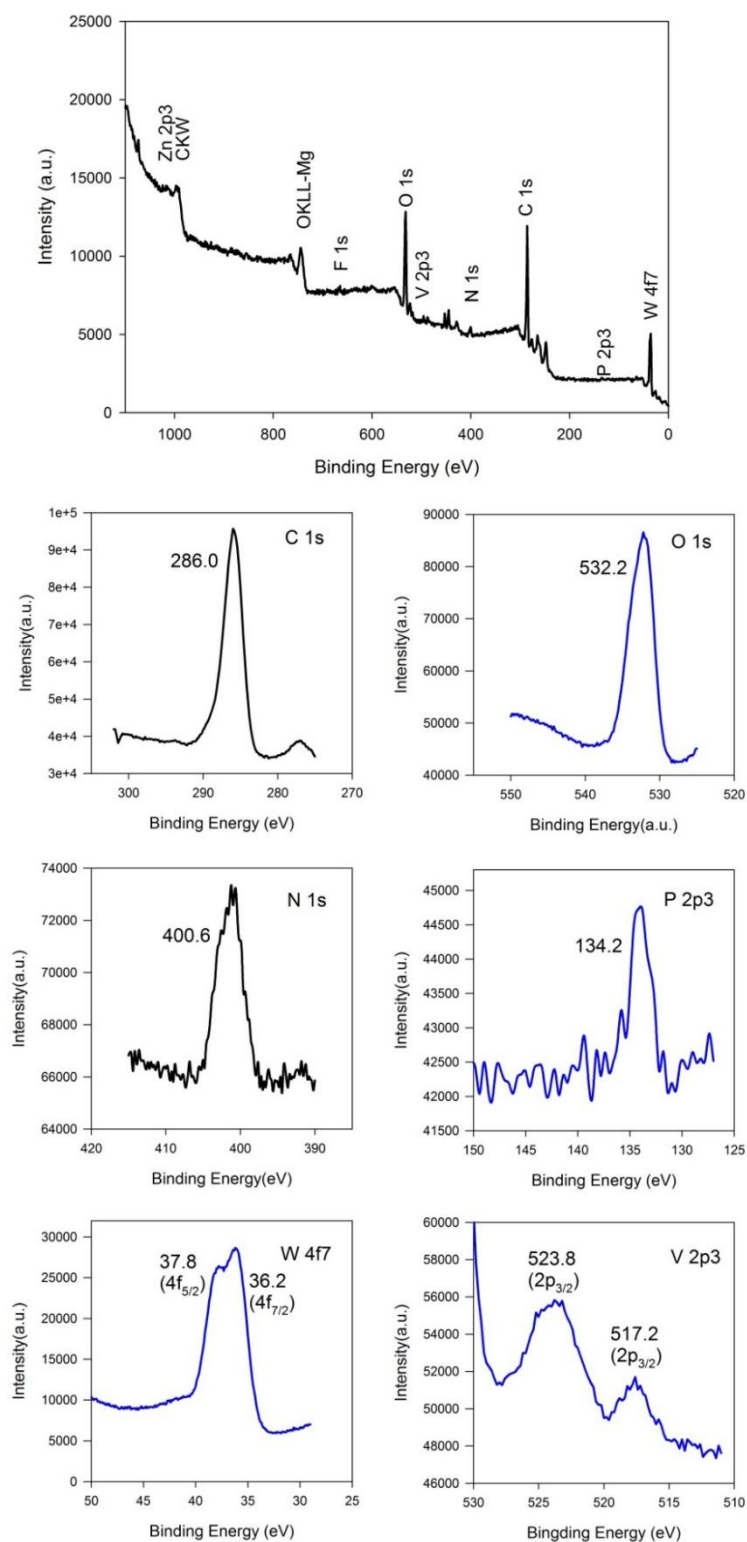 25000
20000
15000
10000
5000
0
Intensity (a.u.)
Zn 2p3
CKW
OKLL-Mg
F 1s
O 1s
V 2p3
N 1s
C 1s
P 2p3
W 4f7
1000 800 600 400 200 0
Binding Energy (eV)
1e+5
9e+4
8e+4
7e+4
6e+4
5e+4
4e+4
3e+4
Intensity(a.u.)
C 1s
286.0
300 290 280 270
Binding Energy (eV)
90000
80000
70000
60000
50000
40000
Intensity(a.u.)
O 1s
532.2
550 540 530 520
Binding Energy(a.u.)
74000
72000
70000
68000
66000
64000
Intensity(a.u.)
N 1s
400.6
420 410 400 390
Binding Energy(eV)
45000
44500
44000
43500
43000
42500
42000
41500
Intensity(a.u.)
P 2p3
134.2
150 145 140 135 130 125
Binding Energy (eV)
30000
25000
20000
15000
10000
5000
0
Intensity(a.u.)
W 4f7
37.8
(4f5/2)
36.2
(4f7/2)
50 45 40 35 30 25
Binding Energy (eV)
60000
58000
56000
54000
52000
50000
48000
46000
Intensity(a.u.)
V 2p3
523.8
(2p3/2)
517.2
(2p3/2)
530 525 520 515 510
Bingding Energy (eV)